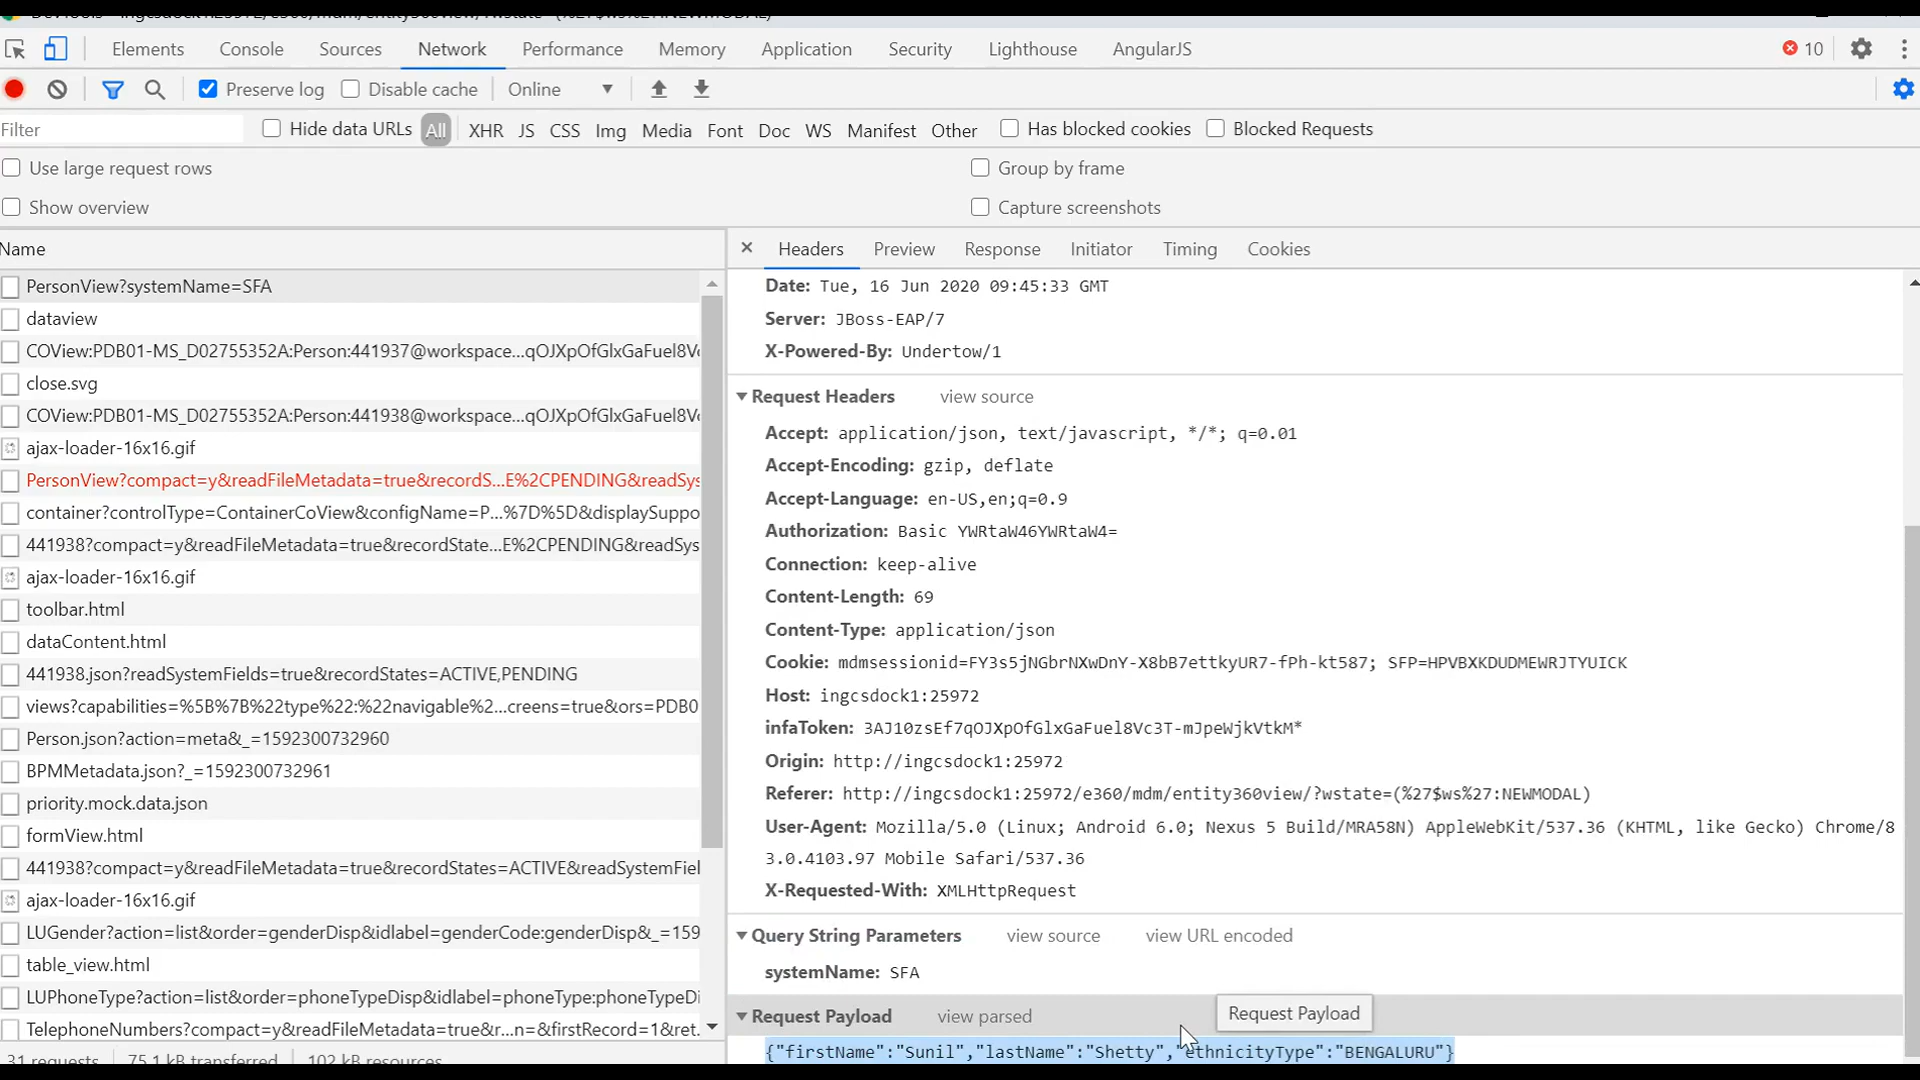 Elements Console Sources Network Performance Memory Application Security Lighthouse AngularJS 10
Preserve log Disable cache Online
Filter Hide data URLs All XHR JS CSS Img Media Font Doc WS Manifest Other Has blocked cookies Blocked Requests
Use large request rows Group by frame
Show overview Capture screenshots
Name
PersonView?systemName=SFA
dataview
COView:PDB01-MS_D02755352A:Person:441937@workspace...qOJXpOfGlxGaFuel8Vc
close.svg
COView:PDB01-MS_D02755352A:Person:441938@workspace...qOJXpOfGlxGaFuel8Vc
ajax-loader-16x16.gif
PersonView?compact=y&readFileMetadata=true&recordS...E%2CPENDING&readSys
container?controlType=ContainerCoView&configName=P...%7D%5D&displaySuppo
441938?compact=y&readFileMetadata=true&recordState...E%2CPENDING&readSys
ajax-loader-16x16.gif
toolbar.html
dataContent.html
441938.json?readSystemFields=true&recordStates=ACTIVE,PENDING
views?capabilities=%5B%7B%22type%22:%22navigable%2...creens=true&ors=PDB0
Person.json?action=meta&_=1592300732960
BPMMetadata.json?_=1592300732961
priority.mock.data.json
formView.html
441938?compact=y&readFileMetadata=true&recordStates=ACTIVE&readSystemFiel
ajax-loader-16x16.gif
LUGender?action=list&order=genderDisp&idlabel=genderCode:genderDisp&_=159
table_view.html
LUPhoneType?action=list&order=phoneTypeDisp&idlabel=phoneType:phoneTypeDi
TelephoneNumbers?compact=y&readFileMetadata=true&r...n=&firstRecord=1&ret
31 requests 75.1 kB transferred 102 kB resources
Headers Preview Response Initiator Timing Cookies
Date: Tue, 16 Jun 2020 09:45:33 GMT
Server: JBoss-EAP/7
X-Powered-By: Undertow/1
Request Headers view source
Accept: application/json, text/javascript, */*; q=0.01
Accept-Encoding: gzip, deflate
Accept-Language: en-US,en;q=0.9
Authorization: Basic YWRtaW46YWRtaW4=
Connection: keep-alive
Content-Length: 69
Content-Type: application/json
Cookie: mdmsessionid=FY3s5jNGbrNXwDnY-X8bB7ettkyUR7-fPh-kt587; SFP=HPVBXKDUDMEWRJTYUICK
Host: ingcsdock1:25972
infaToken: 3AJ10zsEf7qOJXpOfGlxGaFuel8Vc3T-mJpeWjkVtkM*
Origin: http://ingcsdock1:25972
Referer: http://ingcsdock1:25972/e360/mdm/entity360view/?wstate=(%27$ws%27:NEWMODAL)
User-Agent: Mozilla/5.0 (Linux; Android 6.0; Nexus 5 Build/MRA58N) AppleWebKit/537.36 (KHTML, like Gecko) Chrome/8
3.0.4103.97 Mobile Safari/537.36
X-Requested-With: XMLHttpRequest
Query String Parameters view source view URL encoded
systemName: SFA
Request Payload view parsed Request Payload
{"firstName":"Sunil","lastName":"Shetty","ethnicityType":"BENGALURU"}